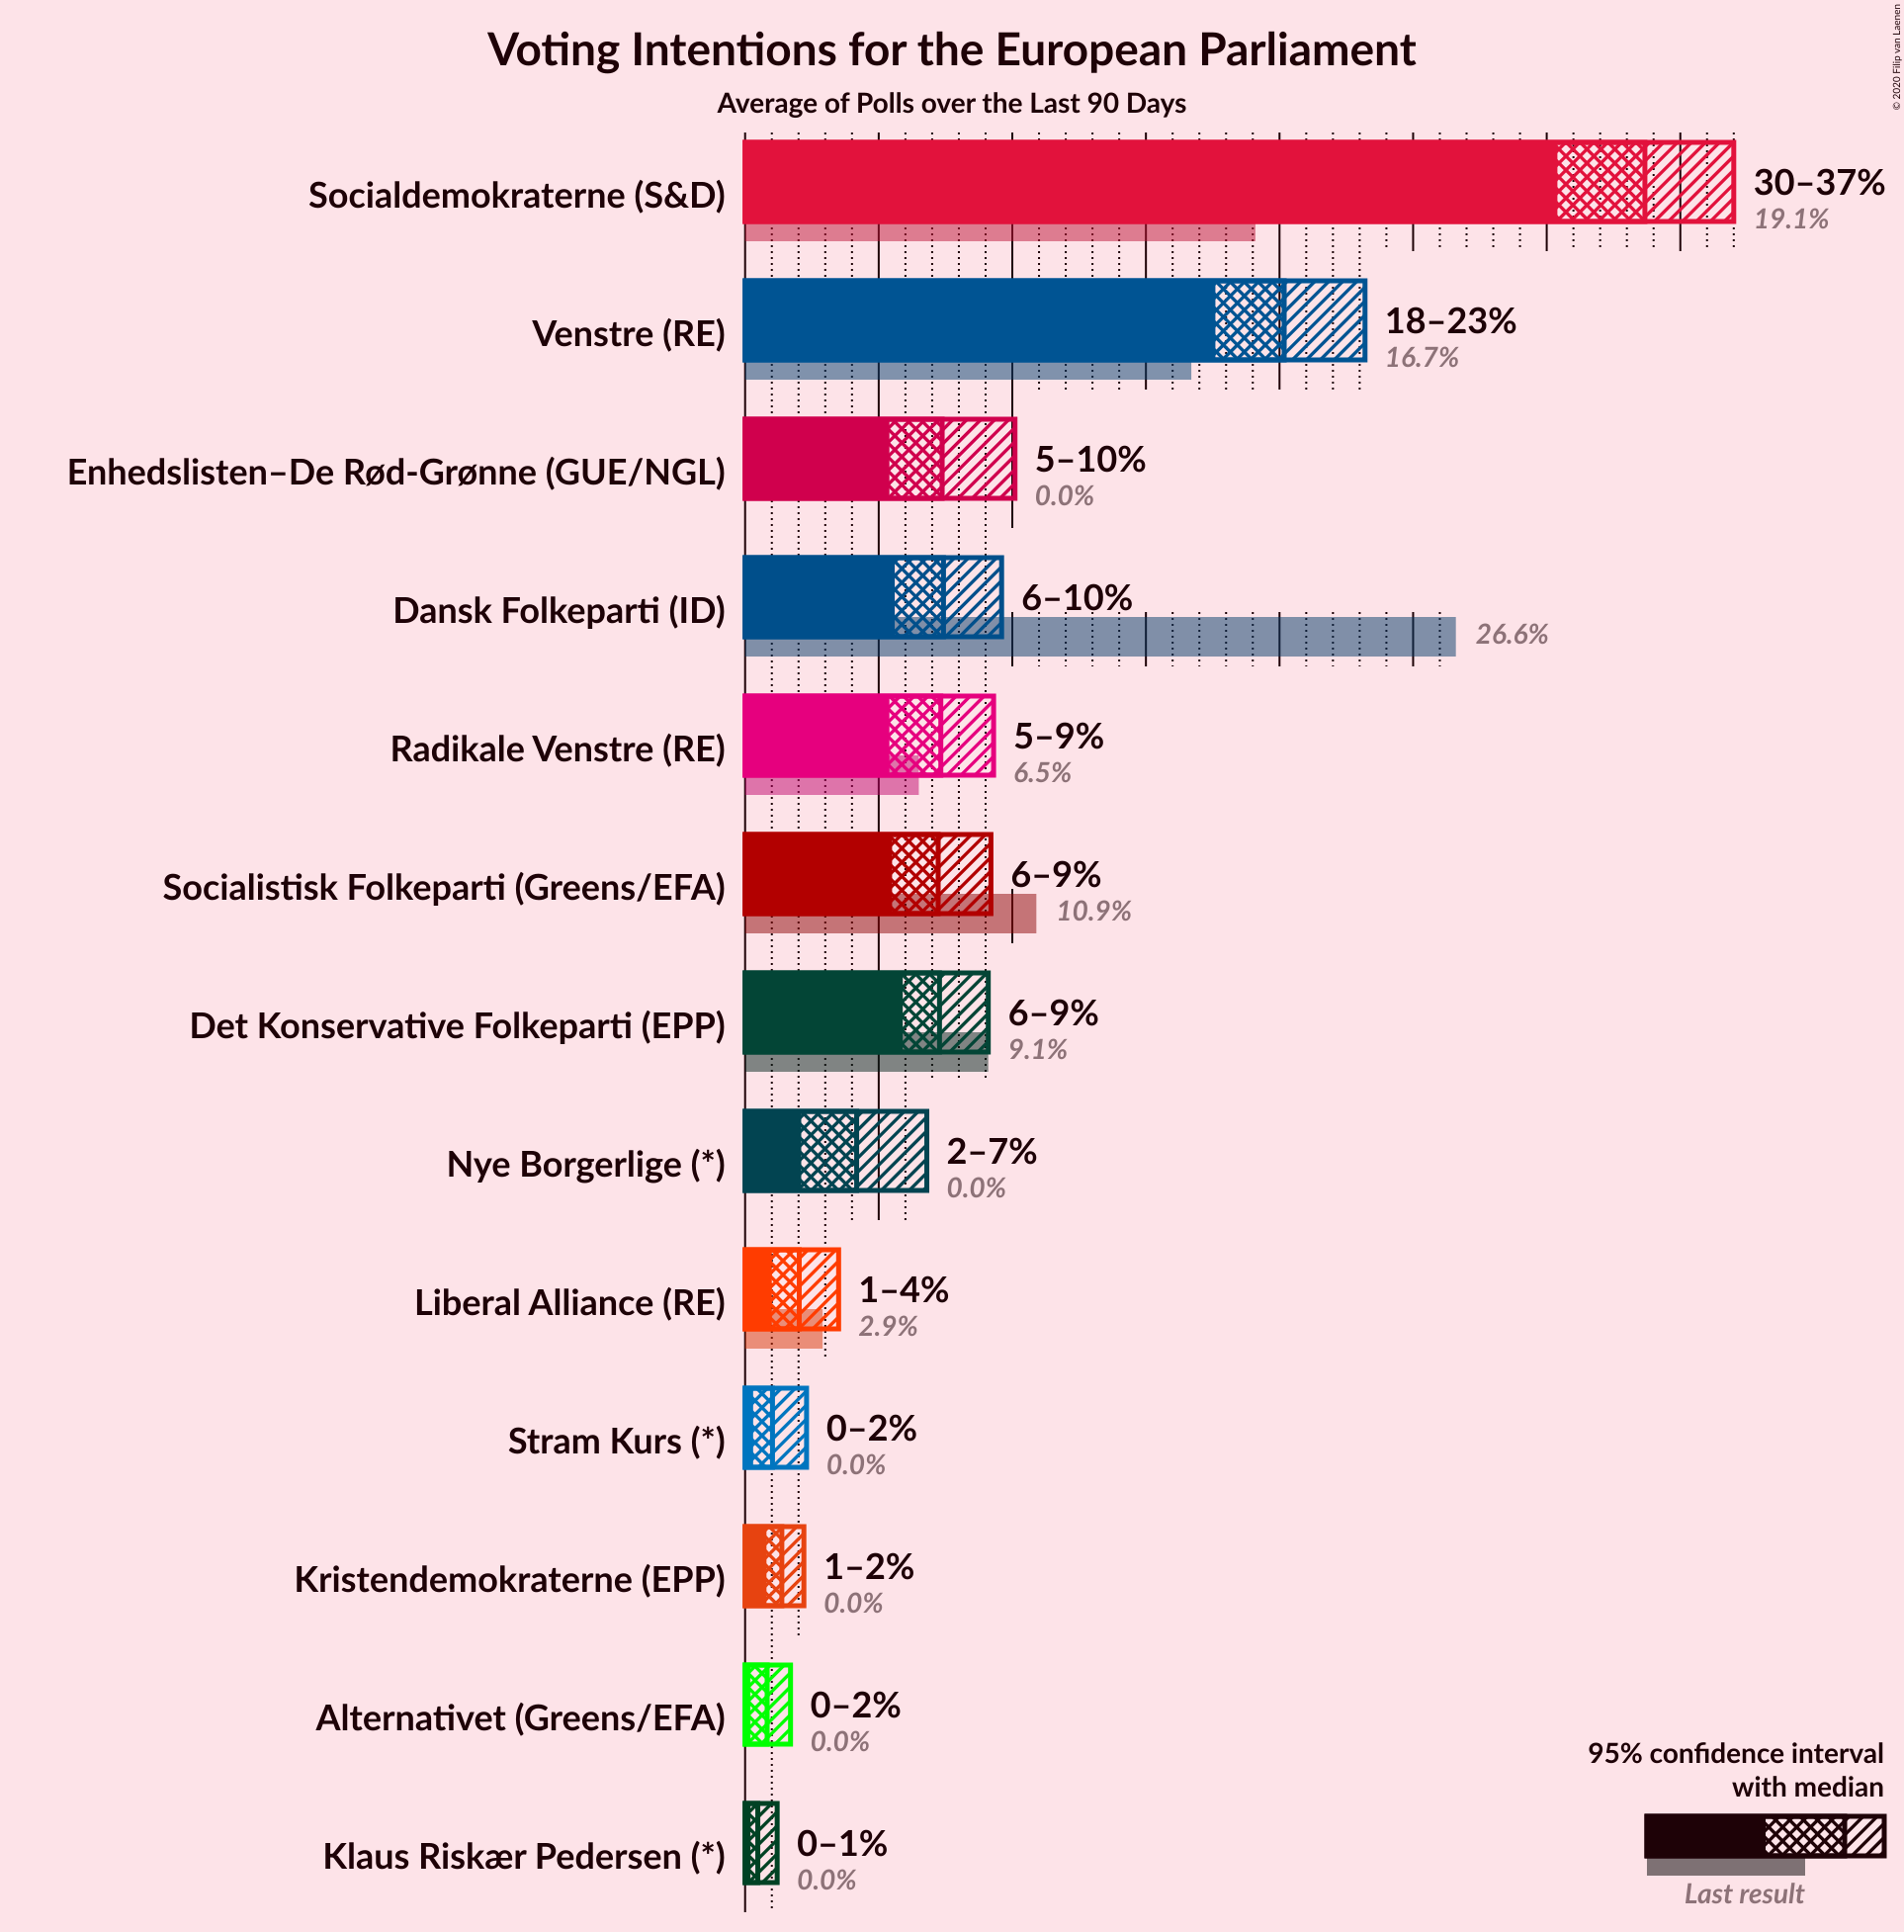 Voting Intentions for the European Parliament
Average of Polls over the Last 90 Days
© 2020 Filip van Laenen
Socialdemokraterne (S&D)
30–37%
19.1%
Venstre (RE)
18–23%
16.7%
Enhedslisten–De Rød-Grønne (GUE/NGL)
5–10%
0.0%
Dansk Folkeparti (ID)
6–10%
26.6%
Radikale Venstre (RE)
5–9%
6.5%
Socialistisk Folkeparti (Greens/EFA)
6–9%
10.9%
Det Konservative Folkeparti (EPP)
6–9%
9.1%
Nye Borgerlige (*)
2–7%
0.0%
Liberal Alliance (RE)
1–4%
2.9%
Stram Kurs (*)
0–2%
0.0%
Kristendemokraterne (EPP)
1–2%
0.0%
Alternativet (Greens/EFA)
0–2%
0.0%
Klaus Riskær Pedersen (*)
0–1%
0.0%
95% confidence interval
with median
Last result